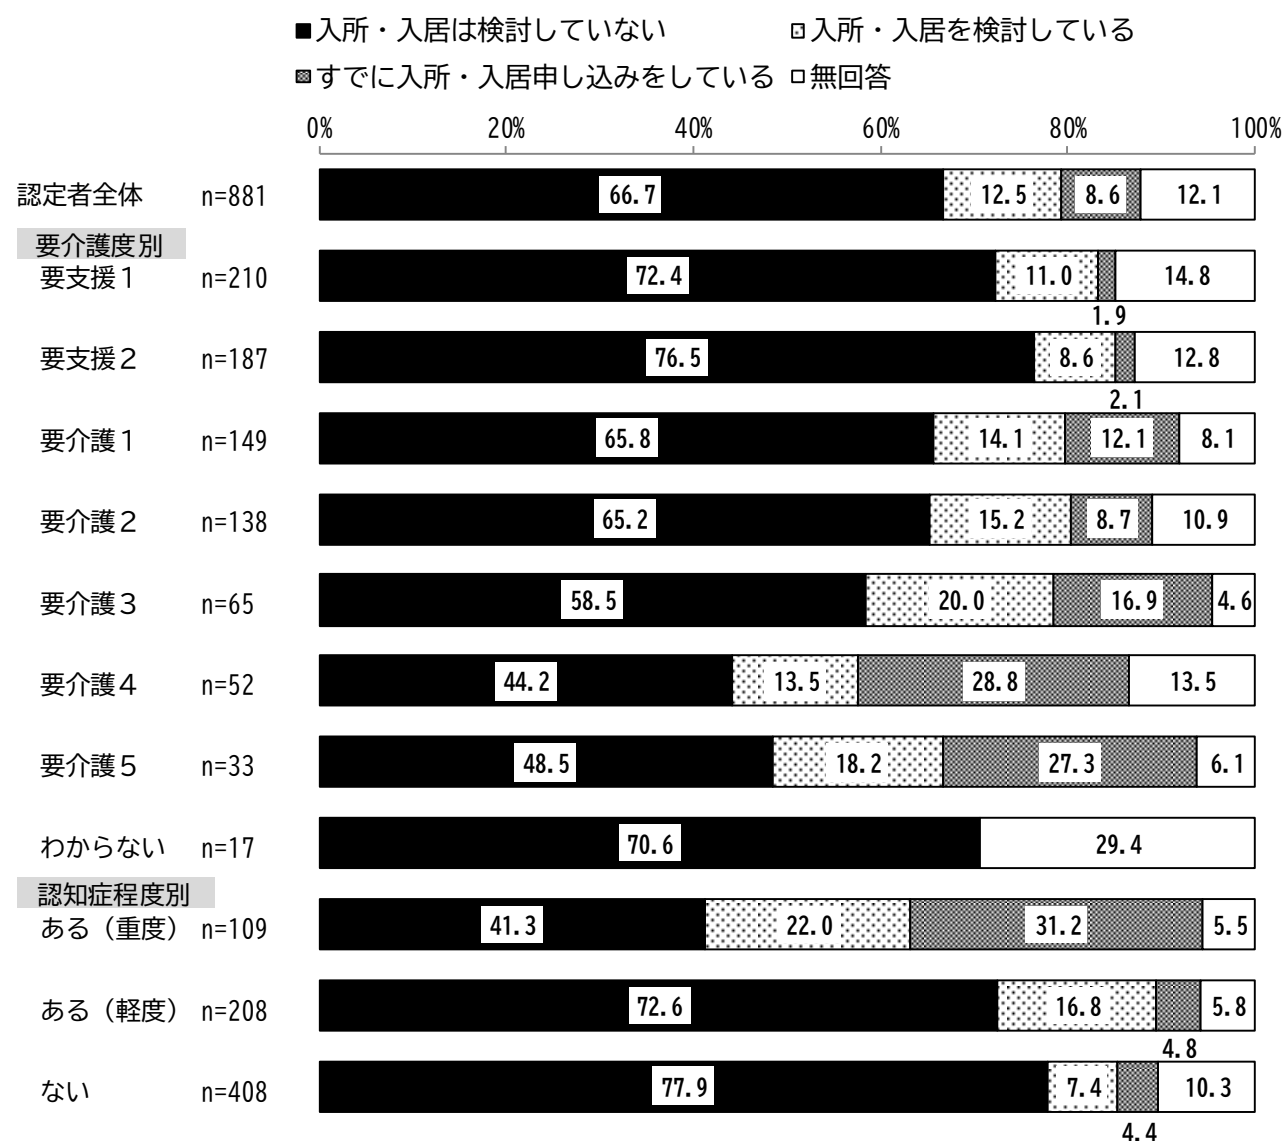 ■入所・入居は検討していない □入所・入居を検討している
■すでに入所・入居申し込みをしている □無回答
0% 20% 40% 60% 80% 100%
認定者全体 n=881 66.7 12.5 8.6 12.1
要介護度別
要支援1 n=210 72.4 11.0 14.8
1.9
要支援2 n=187 76.5 8.6 12.8
2.1
要介護1 n=149 65.8 14.1 12.1 8.1
要介護2 n=138 65.2 15.2 8.7 10.9
要介護3 n=65 58.5 20.0 16.9 4.6
要介護4 n=52 44.2 13.5 28.8 13.5
要介護5 n=33 48.5 18.2 27.3 6.1
わからない n=17 70.6 29.4
認知症程度別
ある（重度） n=109 41.3 22.0 31.2 5.5
ある（軽度） n=208 72.6 16.8 5.8
4.8
ない n=408 77.9 7.4 10.3
4.4